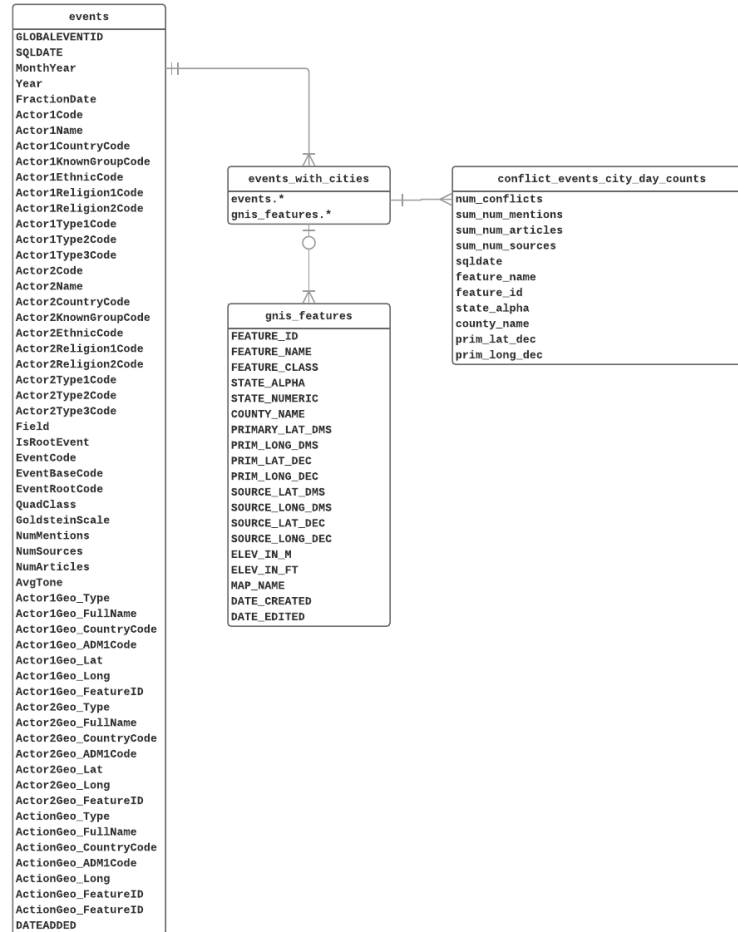 events
GLOBALEVENTID
SQLDATE
MonthYear
Year
FractionDate
Actor1Code
Actor1Name
Actor1CountryCode
Actor1KnownGroupCode
Actor1EthnicCode
Actor1Religion1Code
Actor1Religion2Code
Actor1Type1Code
Actor1Type2Code
Actor1Type3Code
Actor2Code
Actor2Name
Actor2CountryCode
Actor2KnownGroupCode
Actor2EthnicCode
Actor2Religion1Code
Actor2Religion2Code
Actor2Type1Code
Actor2Type2Code
Actor2Type3Code
Field
IsRootEvent
EventCode
EventBaseCode
EventRootCode
QuadClass
GoldsteinScale
NumMentions
NumSources
NumArticles
AvgTone
Actor1Geo_Type
Actor1Geo_FullName
Actor1Geo_CountryCode
Actor1Geo_ADM1Code
Actor1Geo_Lat
Actor1Geo_Long
Actor1Geo_FeatureID
Actor2Geo_Type
Actor2Geo_FullName
Actor2Geo_CountryCode
Actor2Geo_ADM1Code
Actor2Geo_Lat
Actor2Geo_Long
Actor2Geo_FeatureID
ActionGeo_Type
ActionGeo_FullName
ActionGeo_CountryCode
ActionGeo_ADM1Code
ActionGeo_Long
ActionGeo_FeatureID
ActionGeo_FeatureID
DATEADDED
events_with_cities
events.*
gnis_features.*
gnis_features
FEATURE_ID
FEATURE_NAME
FEATURE_CLASS
STATE_ALPHA
STATE_NUMERIC
COUNTY_NAME
PRIMARY_LAT_DMS
PRIM_LONG_DMS
PRIM_LAT_DEC
PRIM_LONG_DEC
SOURCE_LAT_DMS
SOURCE_LONG_DMS
SOURCE_LAT_DEC
SOURCE_LONG_DEC
ELEV_IN_M
ELEV_IN_FT
MAP_NAME
DATE_CREATED
DATE_EDITED
conflict_events_city_day_counts
num_conflicts
sum_num_mentions
sum_num_articles
sum_num_sources
sqldate
feature_name
feature_id
state_alpha
county_name
prim_lat_dec
prim_long_dec